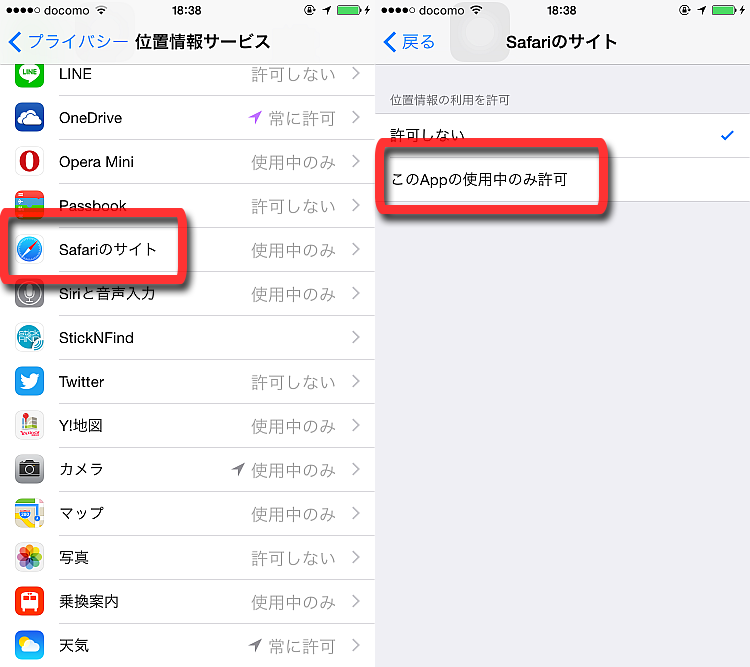 docomo 18:38
プライバシー 位置情報サービス
LINE 許可しない
OneDrive 常に許可
Opera Mini 使用中のみ
Passbook 許可しない
Safariのサイト 使用中のみ
Siriと音声入力 使用中のみ
StickNFind
Twitter 許可しない
Y!地図 使用中のみ
カメラ 使用中のみ
マップ 使用中のみ
写真 許可しない
乗換案内 使用中のみ
天気 常に許可
docomo 18:38
戻る Safariのサイト
位置情報の利用を許可
許可しない
このAppの使用中のみ許可